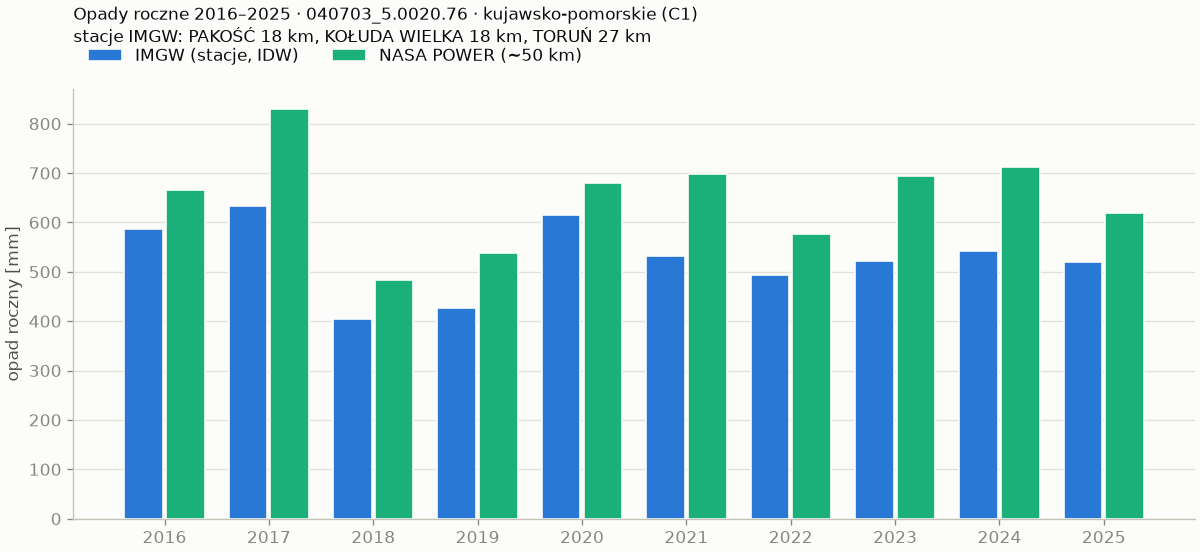 Opady roczne 2016–2025 · 040703_5.0020.76 · kujawsko-pomorskie (C1)
stacje IMGW: PAKOŚĆ 18 km, KOŁUDA WIELKA 18 km, TORUŃ 27 km
IMGW (stacje, IDW) NASA POWER (~50 km)
opad roczny [mm]
800
700
600
500
400
300
200
100
0
2016 2017 2018 2019 2020 2021 2022 2023 2024 2025